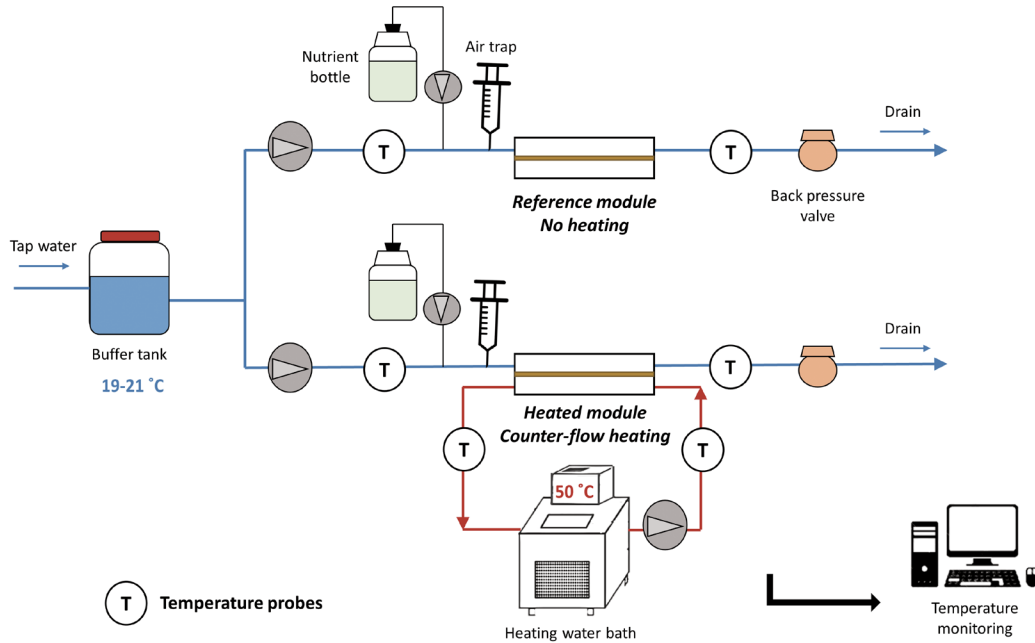 Nutrient
bottle
Air trap
T
T
Drain
Reference module
No heating
Back pressure
valve
Tap water
Buffer tank
19-21 ˚C
T
T
Drain
Heated module
Counter-flow heating
T
T
50 ˚C
T
Temperature probes
Heating water bath
Temperature
monitoring